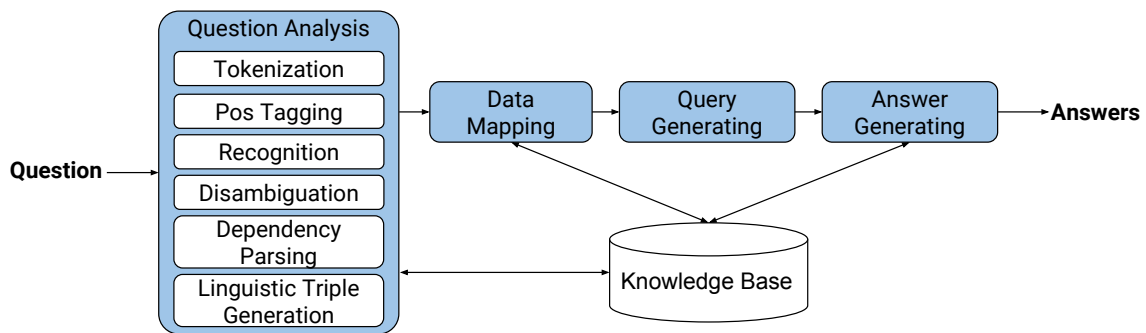 Question
Question Analysis
Tokenization
Pos Tagging
Recognition
Disambiguation
Dependency
Parsing
Linguistic Triple
Generation
Data
Mapping
Query
Generating
Answer
Generating
Answers
Knowledge Base